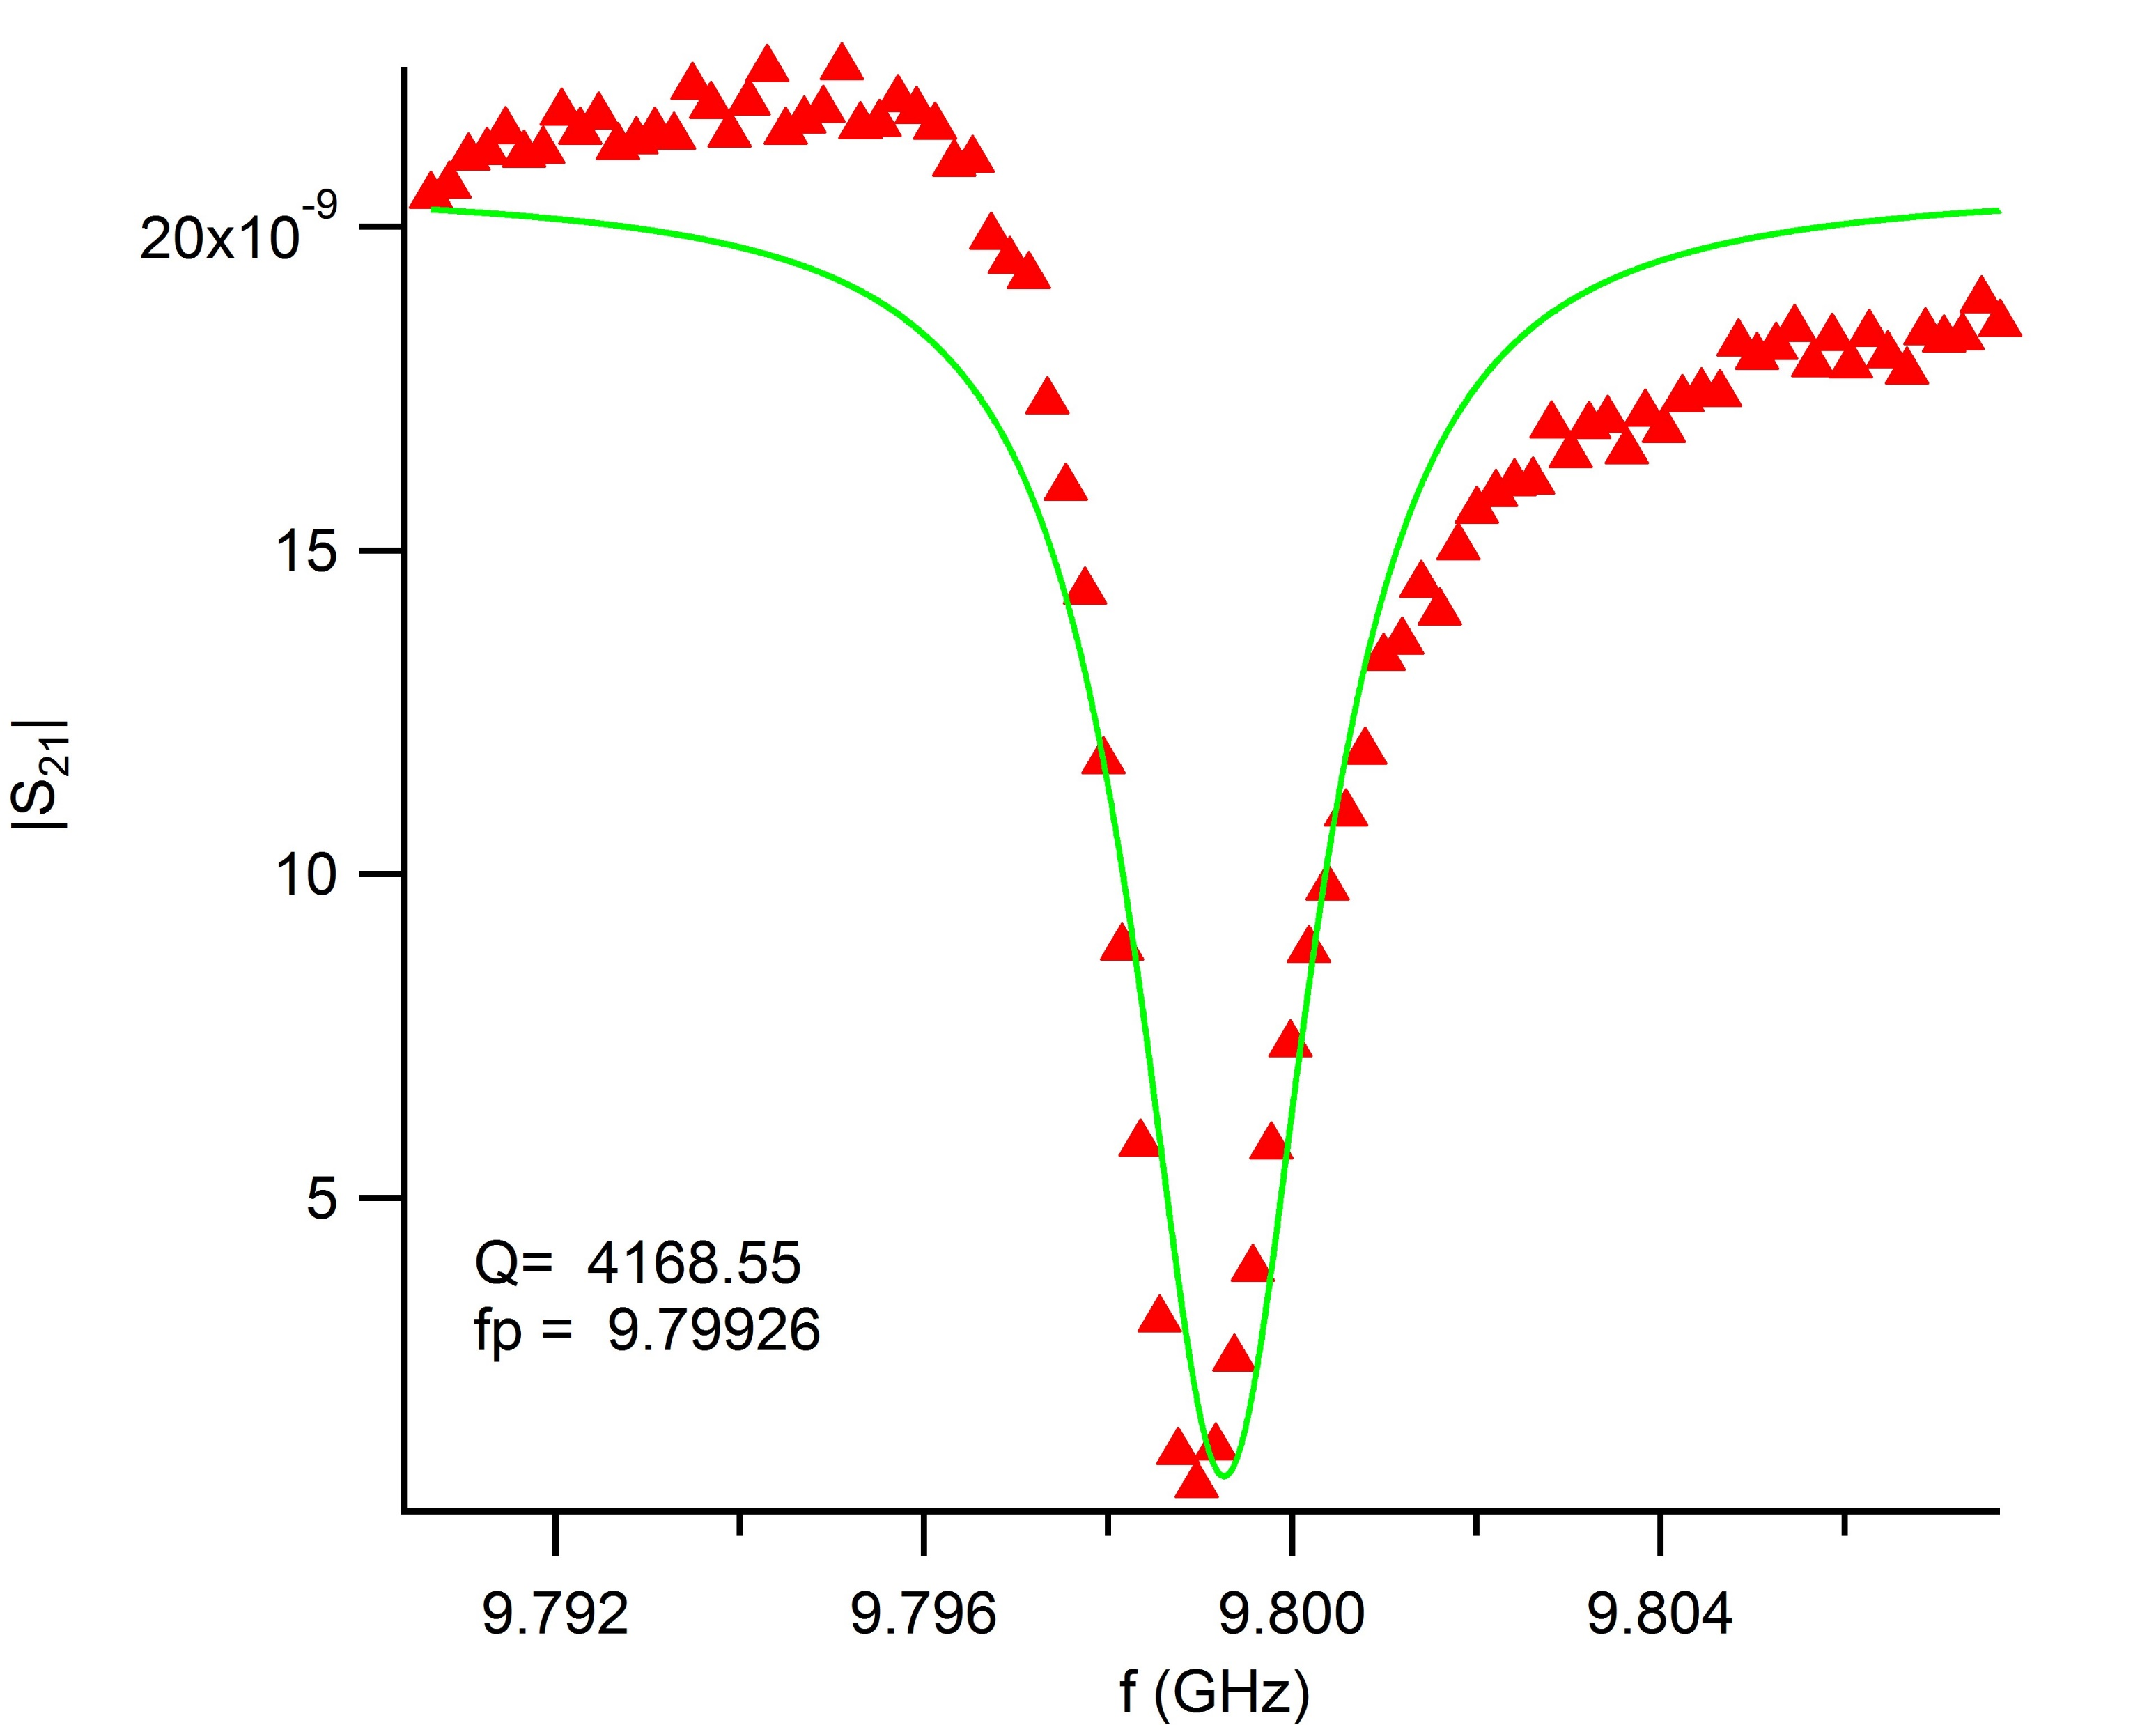 20x10-9
15
10
5
|S21|
Q= 4168.55
fp = 9.79926
9.792 9.796 9.800 9.804
f (GHz)